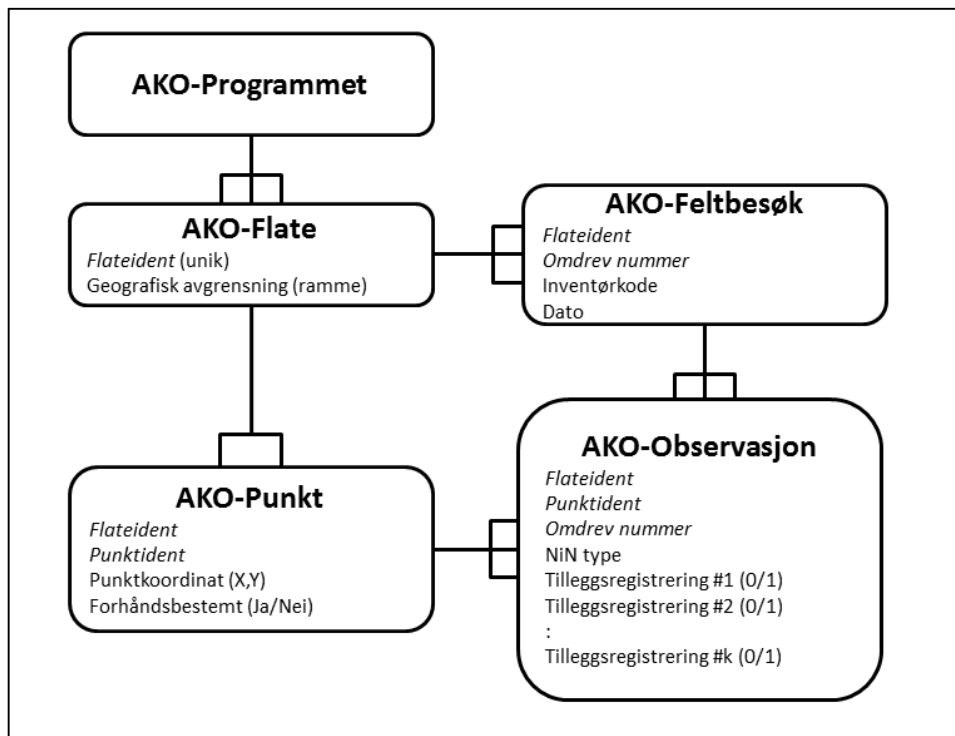 AKO-Programmet
AKO-Flate
Flateident (unik)
Geografisk avgrensning (ramme)
AKO-Feltbesøk
Flateident
Omdrev nummer
Inventørkode
Dato
AKO-Punkt
Flateident
Punktident
Punktkoordinat (X,Y)
Forhåndsbestemt (Ja/Nei)
AKO-Observasjon
Flateident
Punktident
Omdrev nummer
NiN type
Tilleggsregistrering #1 (0/1)
Tilleggsregistrering #2 (0/1)
:
Tilleggsregistrering #k (0/1)